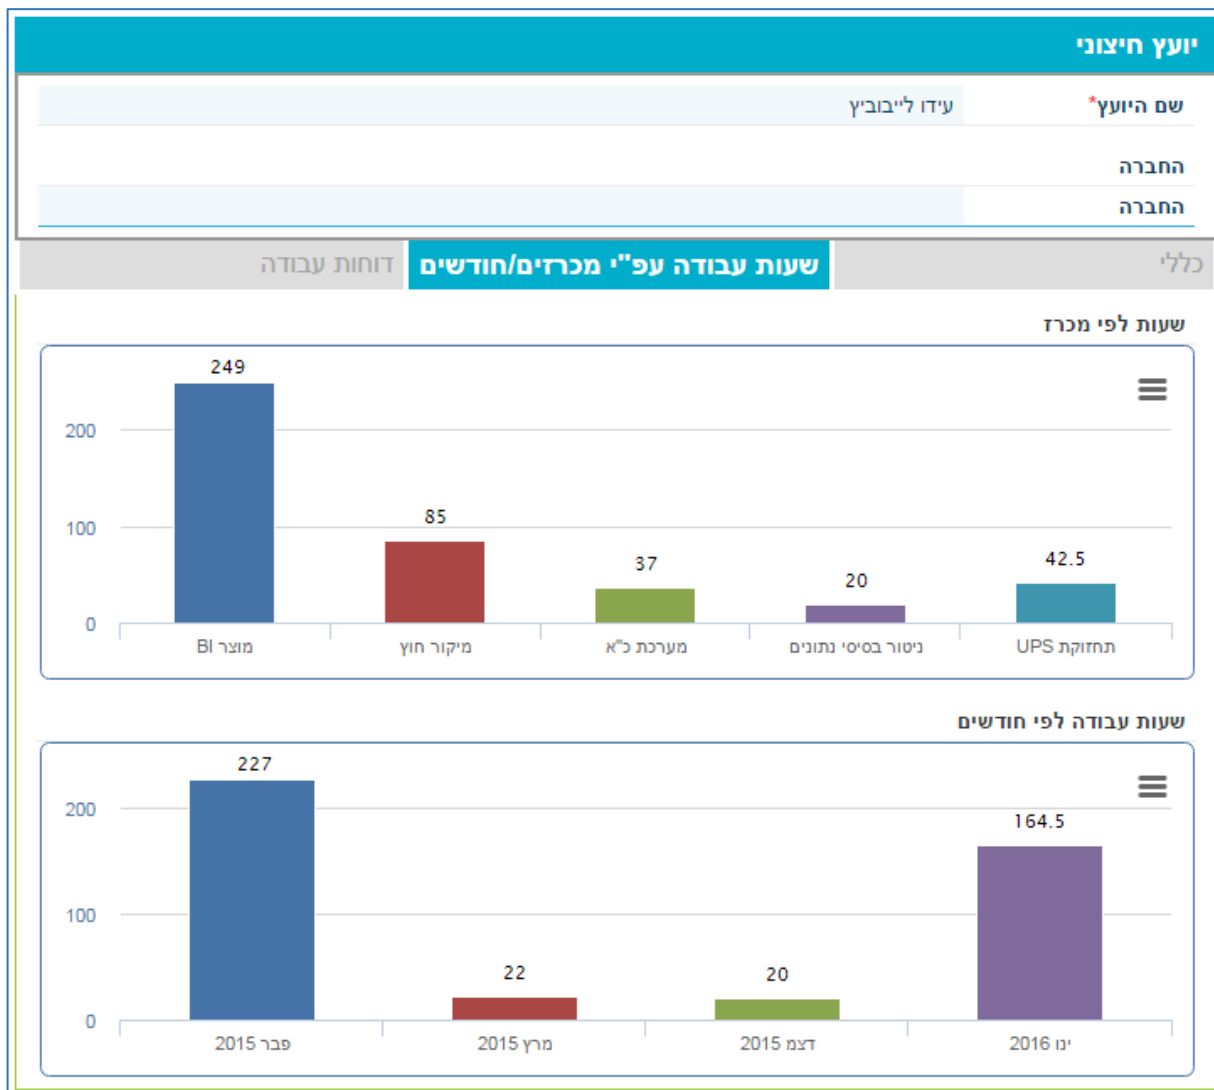 יועץ חיצוני
שם היועץ* עידו לייבוביץ
החברה
החברה
כללי שעות עבודה עפ"י מכרזים/חודשים דוחות עבודה
שעות לפי מכרז
249
200
85
100
42.5
37
20
0
מוצר BI מיקור חוץ מערכת כ"א ניטור בסיסי נתונים תחזוקת UPS
שעות עבודה לפי חודשים
227
200
164.5
100
22 20
0
פבר 2015 מרץ 2015 דצמ 2015 ינו 2016